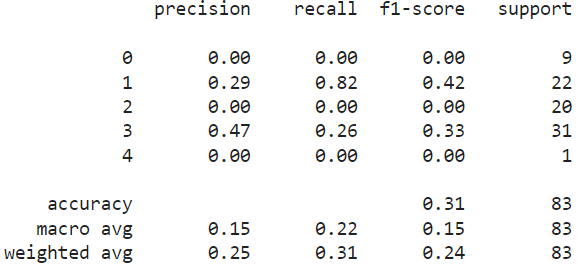 precision recall f1-score support
0 0.00 0.00 0.00 9
1 0.29 0.82 0.42 22
2 0.00 0.00 0.00 20
3 0.47 0.26 0.33 31
4 0.00 0.00 0.00 1
accuracy 0.31 83
macro avg 0.15 0.22 0.15 83
weighted avg 0.25 0.31 0.24 83